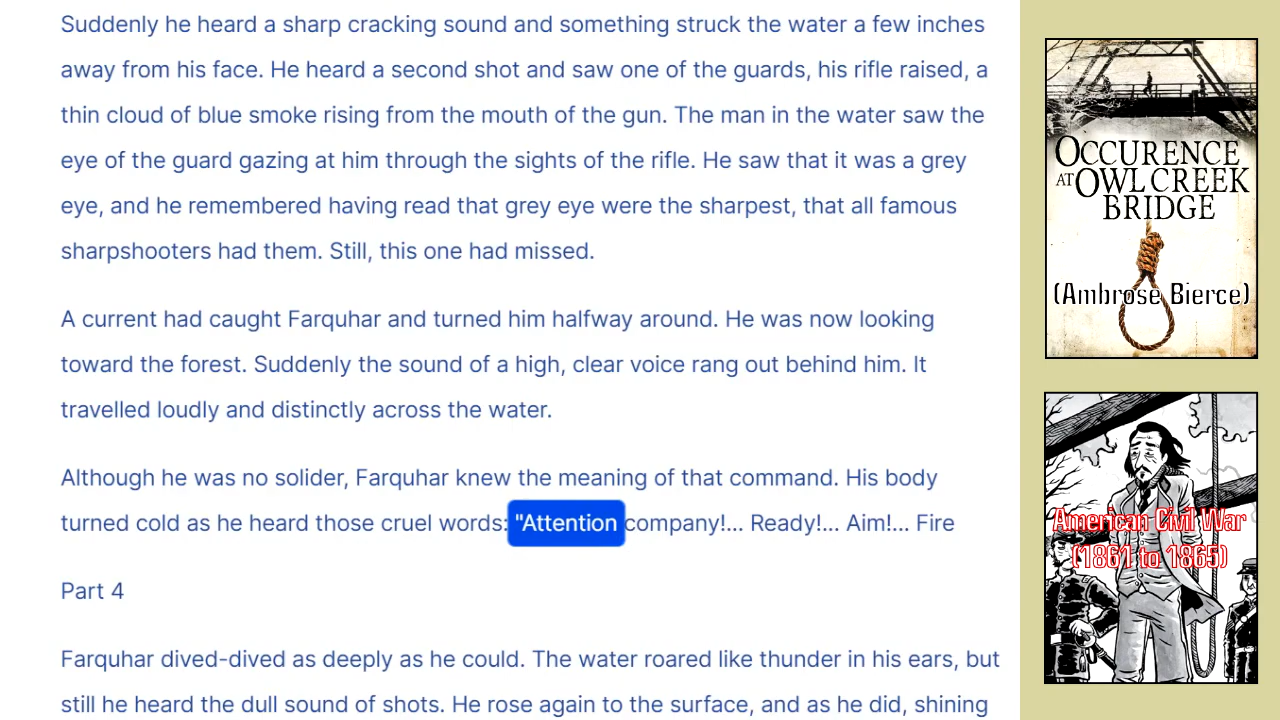 Suddenly he heard a sharp cracking sound and something struck the water a few inches
away from his face. He heard a second shot and saw one of the guards, his rifle raised, a
thin cloud of blue smoke rising from the mouth of the gun. The man in the water saw the
eye of the guard gazing at him through the sights of the rifle. He saw that it was a grey
eye, and he remembered having read that grey eye were the sharpest, that all famous
sharpshooters had them. Still, this one had missed.
A current had caught Farquhar and turned him halfway around. He was now looking
toward the forest. Suddenly the sound of a high, clear voice rang out behind him. It
travelled loudly and distinctly across the water.
Although he was no solider, Farquhar knew the meaning of that command. His body
turned cold as he heard those cruel words: "Attention company!... Ready!... Aim!... Fire
Part 4
Farquhar dived-dived as deeply as he could. The water roared like thunder in his ears, but
still he heard the dull sound of shots. He rose again to the surface, and as he did, shining
OCCURENCE
AT OWL CREEK
BRIDGE
(Ambrose Bierce)
American Civil War
(1861 to 1865)